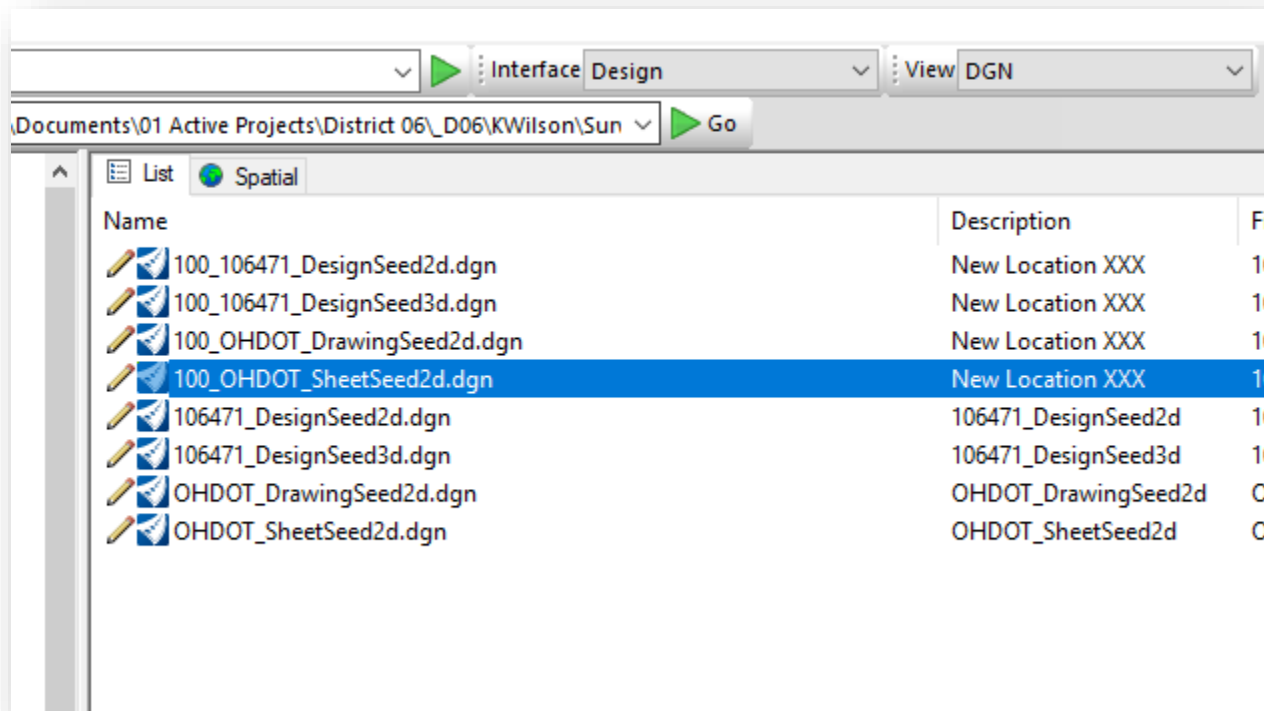 Interface Design View DGN
\Documents\01 Active Projects\District 06\_D06\KWilson\Sun Go
List Spatial
Name Description F
100_106471_DesignSeed2d.dgn New Location XXX
100_106471_DesignSeed3d.dgn New Location XXX
100_OHDOT_DrawingSeed2d.dgn New Location XXX
100_OHDOT_SheetSeed2d.dgn New Location XXX
106471_DesignSeed2d.dgn 106471_DesignSeed2d
106471_DesignSeed3d.dgn 106471_DesignSeed3d
OHDOT_DrawingSeed2d.dgn OHDOT_DrawingSeed2d
OHDOT_SheetSeed2d.dgn OHDOT_SheetSeed2d